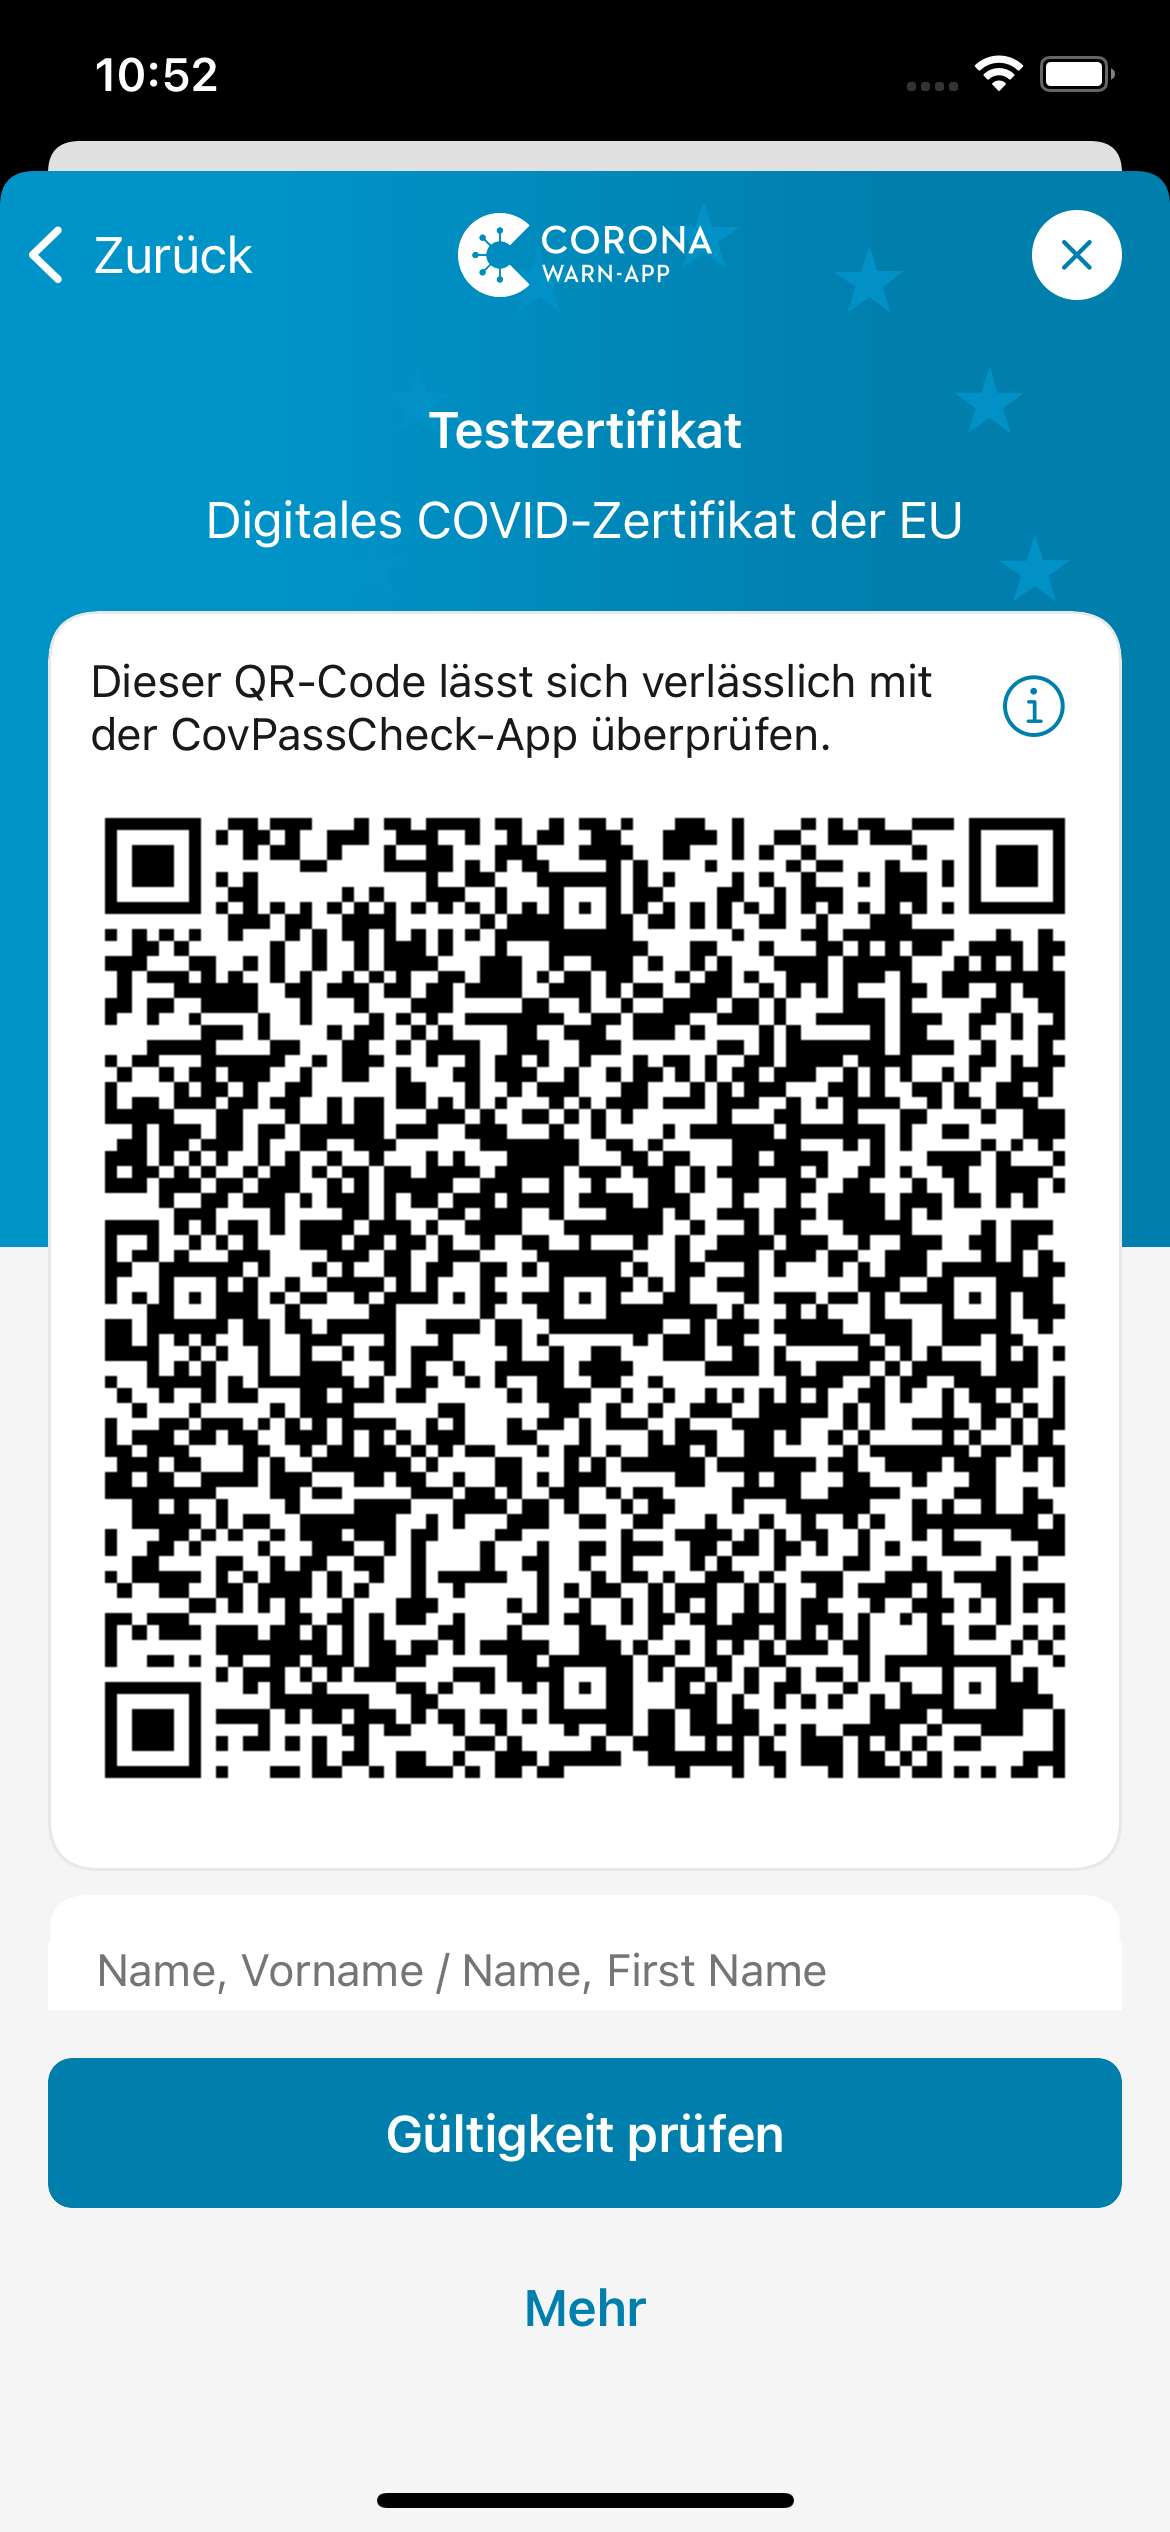 10:52
Zurück
CORONA
WARN-APP
Testzertifikat
Digitales COVID-Zertifikat der EU
Dieser QR-Code lässt sich verlässlich mit
der CovPassCheck-App überprüfen.
Name, Vorname / Name, First Name
Gültigkeit prüfen
Mehr